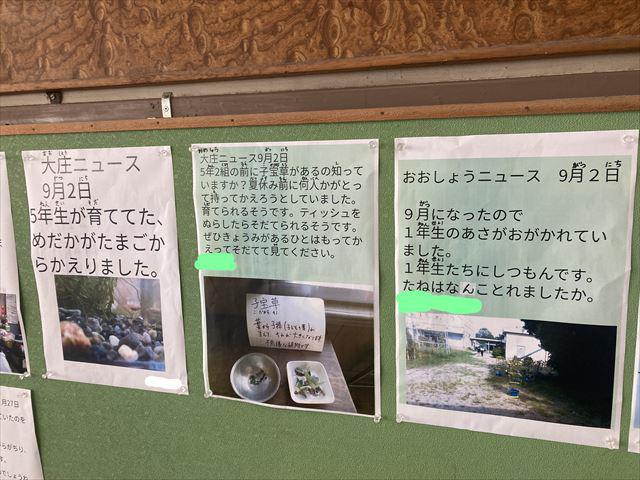 大庄ニュース
9月2日
5年生が育ててた、
めだかがたまごか
らかえりました。
大庄ニュース9月2日
5年2組の前に子宝草があるの知って
いますか？夏休み前に何人かがとっ
て持ってかえろうとしていました。
育てられるそうです。ティッシュを
ぬらしたらそだてられるそうです。
ぜひきょうみがあるひとはもってか
えってそだてて見てください。
子宝草
おおしょうニュース　9月２日
９月になったので
１年生のあさがおがかれてい
ました。
１年生たちにしつもんです。
たねはなんことれましたか。
月27日